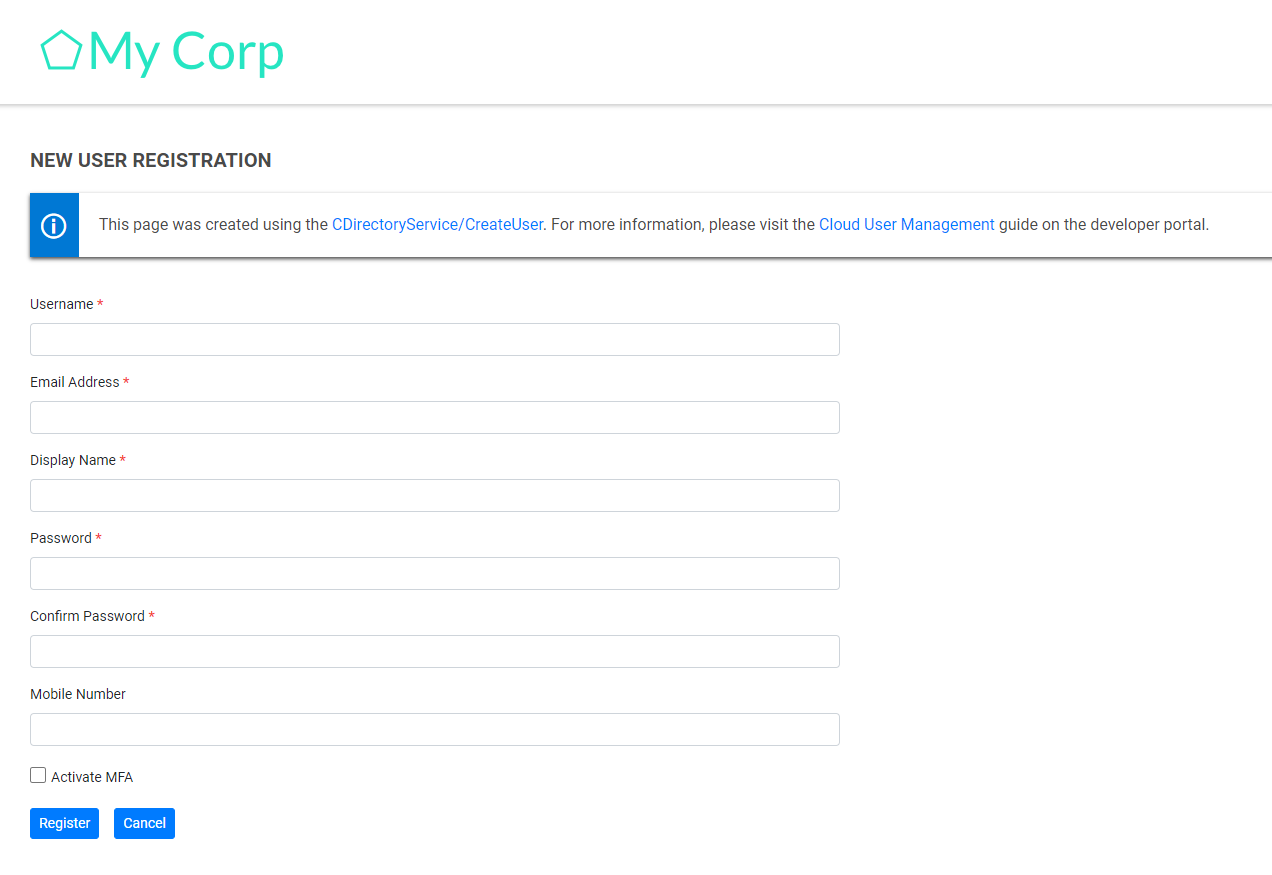 My Corp
NEW USER REGISTRATION
This page was created using the CDirectoryService/CreateUser. For more information, please visit the Cloud User Management guide on the developer portal.
Username *
Email Address *
Display Name *
Password *
Confirm Password *
Mobile Number
Activate MFA
Register Cancel